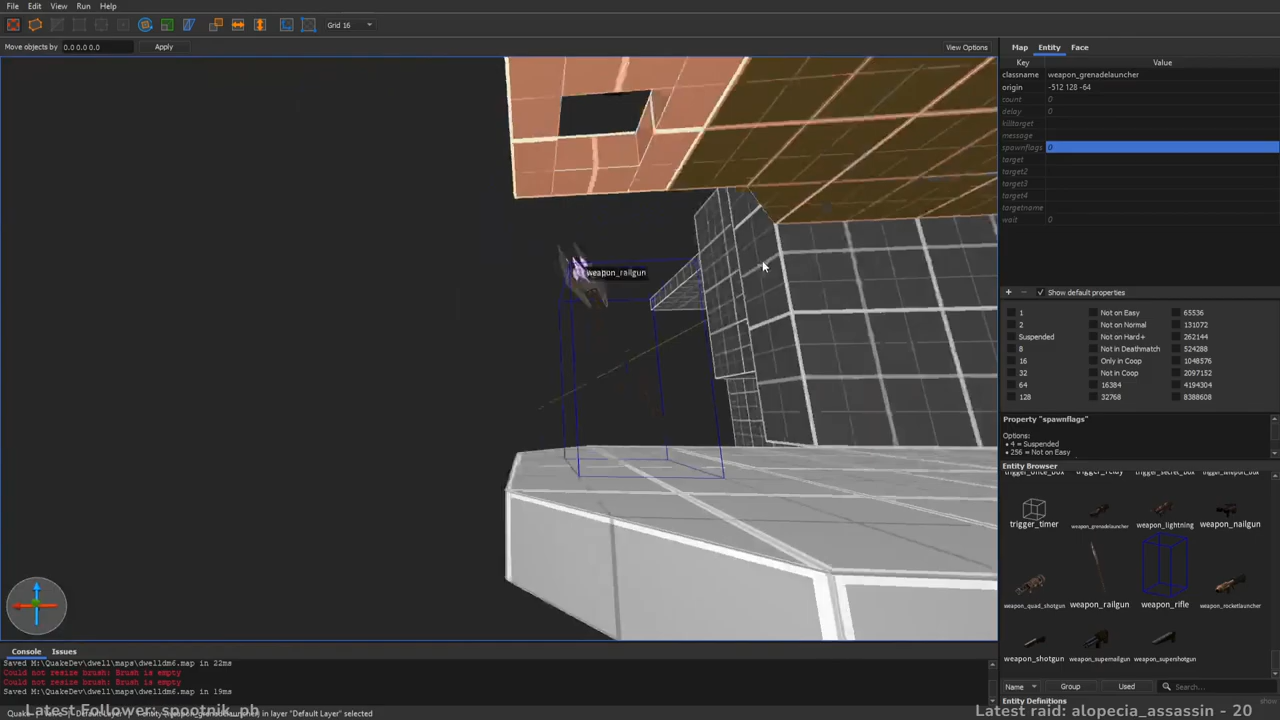 File Edit View Run Help
Grid 16
Move objects by 0.0 0.0 0.0 Apply View Options
Map Entity Face
Key Value
classname weapon_grenadelauncher
origin -512 128 -64
count 0
delay 0
killtarget
message
spawnflags 0
target
target2
target3
target4
targetname
wait 0
weapon_railgun
+ - Show default properties
1 Not on Easy 65536
2 Not on Normal 131072
Suspended Not on Hard+ 262144
8 Not in Deathmatch 524288
16 Only in Coop 1048576
32 Not in Coop 2097152
64 16384 4194304
128 32768 8388608
Property "spawnflags"
Options:
• 4 = Suspended
• 256 = Not on Easy
Entity Browser
trigger_once_box trigger_relay trigger_secret_box
trigger_timer weapon_grenadelauncher weapon_lightning weapon_nailgun
weapon_quad_shotgun weapon_railgun weapon_rifle weapon_rocketlauncher
weapon_shotgun weapon_supernailgun weapon_supershotgun
Name Group Used Search...
Entity Definitions show
Console Issues
Saved M:\QuakeDev\dwell\maps\dwelldm6.map in 22ms
Could not resize brush: Brush is empty
Could not resize brush: Brush is empty
Saved M:\QuakeDev\dwell\maps\dwelldm6.map in 19ms
Latest Follower: spootnik_ph
Latest raid: alopecia_assassin - 20
in layer "Default Layer" selected